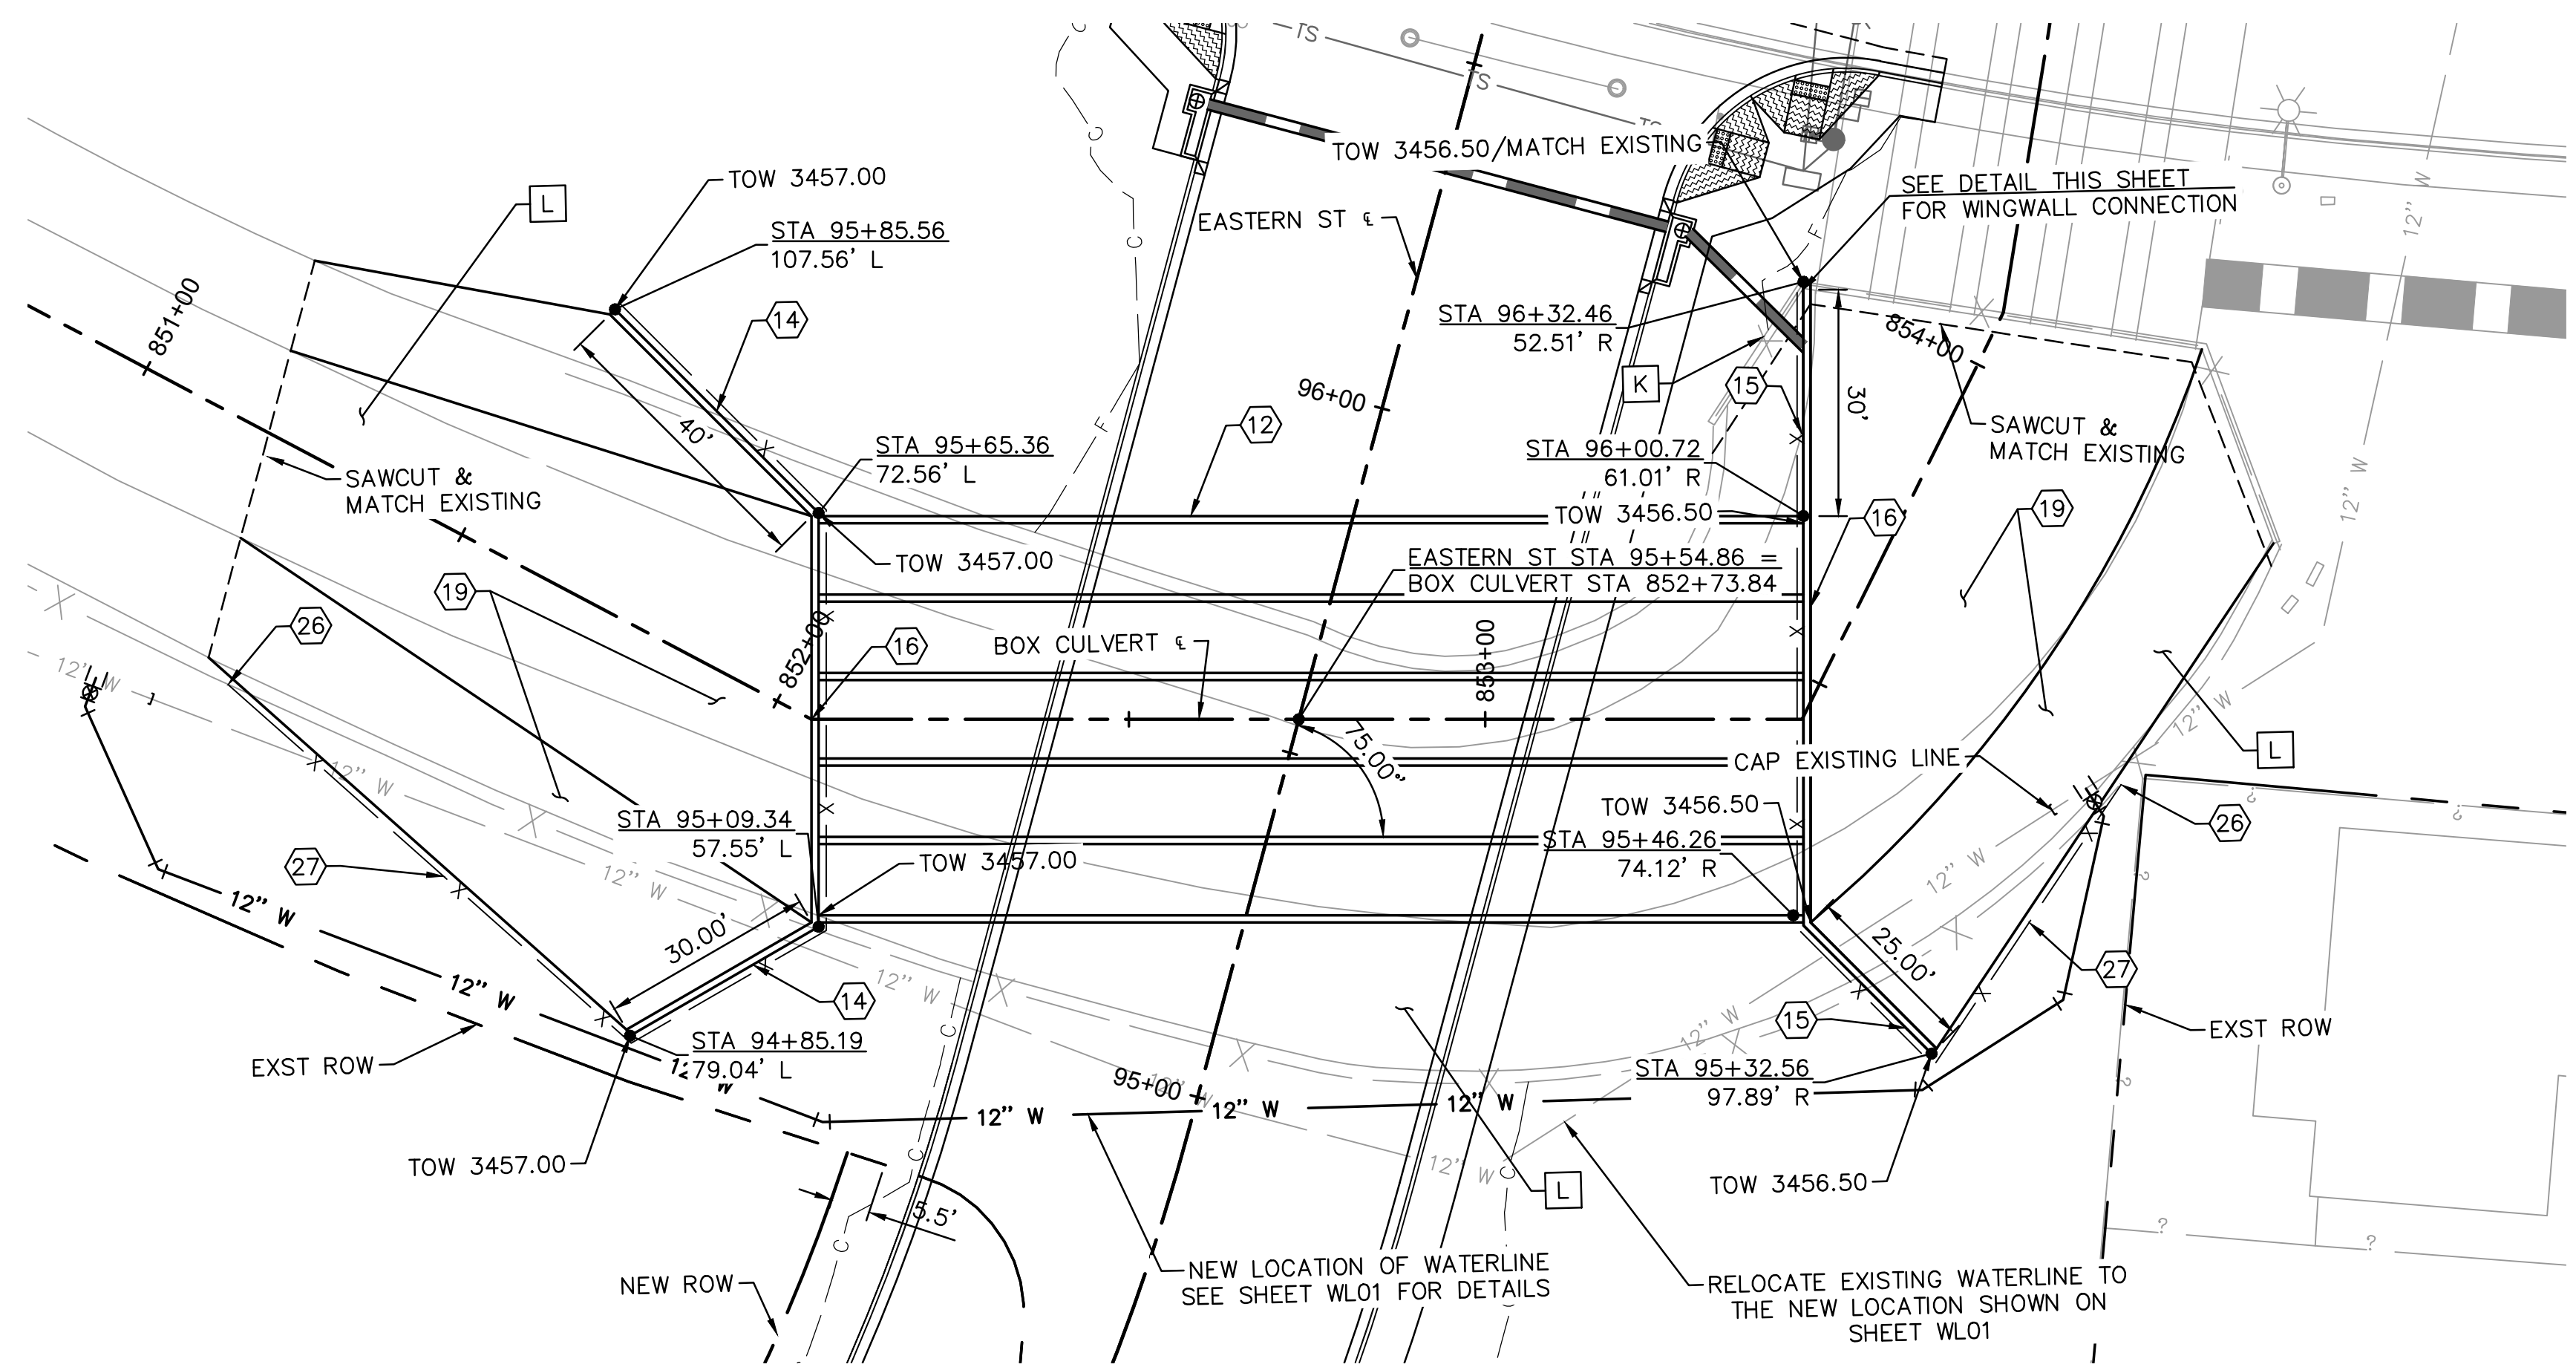 TS
TS
TS
TOW 3456.50/MATCH EXISTING
TOW 3457.00
L
STA 95+85.56
107.56' L
EASTERN ST ℄
SEE DETAIL THIS SHEET
FOR WINGWALL CONNECTION
12" W
C
C
C
F
851+00
14
40'
STA 96+32.46
52.51' R
854+00
K
15
30'
96+00
12
F
STA 95+65.36
72.56' L
STA 96+00.72
61.01' R
SAWCUT &
MATCH EXISTING
SAWCUT &
MATCH EXISTING
TOW 3457.00
TOW 3456.50
16
19
12" W
EASTERN ST STA 95+54.86 =
BOX CULVERT STA 852+73.84
19
26
852+00
16
BOX CULVERT ℄
853+00
12" W
L
12" W
12" W
75.00°
CAP EXISTING LINE
STA 95+09.34
57.55' L
TOW 3456.50
STA 95+46.26
74.12' R
26
27
TOW 3457.00
12" W
12" W
12" W
30.00'
25.00'
27
12" W
12" W
14
15
EXST ROW
STA 94+85.19
79.04' L
12" W
EXST ROW
12" W
STA 95+32.56
97.89' R
95+00
12" W
12" W
12" W
12" W
12" W
TOW 3457.00
TOW 3456.50
L
C
C
C
C
5.5'
NEW ROW
NEW LOCATION OF WATERLINE
SEE SHEET WL01 FOR DETAILS
RELOCATE EXISTING WATERLINE TO
THE NEW LOCATION SHOWN ON
SHEET WL01
?
?
?
?
?
?